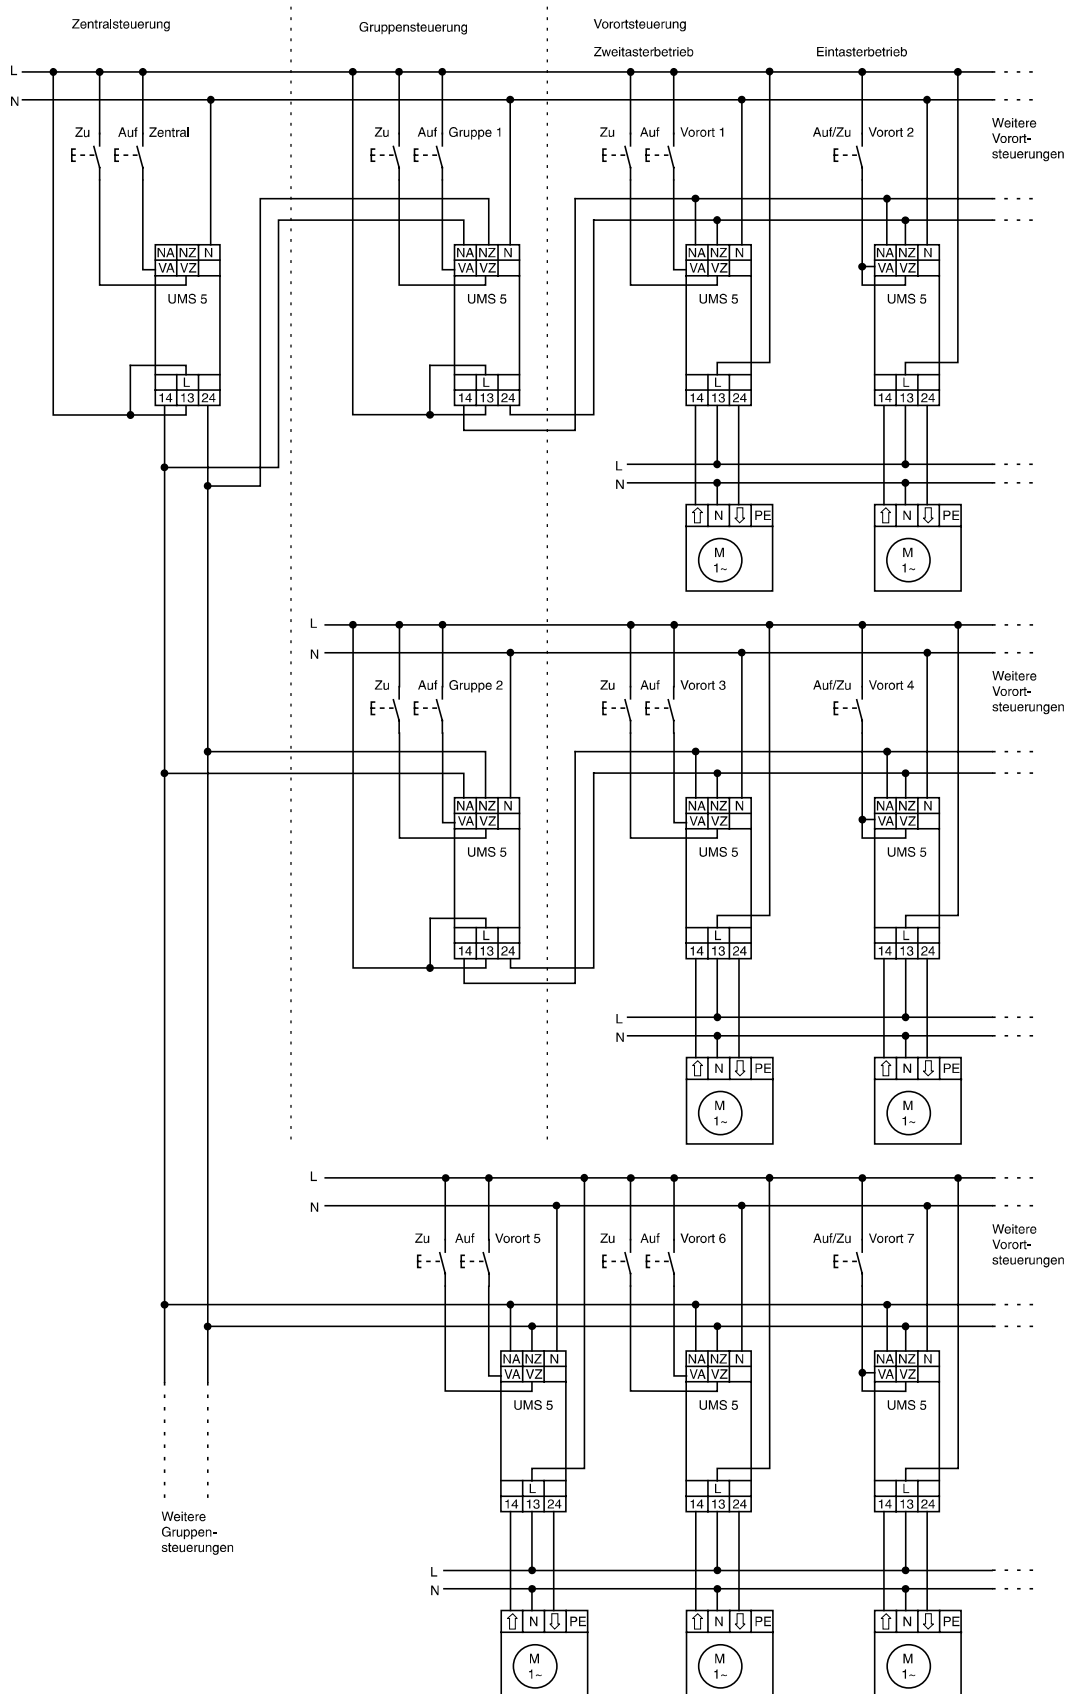 Zentralsteuerung
Gruppensteuerung
Vorortsteuerung
Zweitasterbetrieb
Eintasterbetrieb
L
N
Zu Auf Zentral
Zu Auf Gruppe 1
Zu Auf Vorort 1
Auf/Zu Vorort 2
Weitere
Vorort-
steuerungen
NA NZ N
VA VZ
UMS 5
L
14 13 24
NA NZ N
VA VZ
UMS 5
L
14 13 24
NA NZ N
VA VZ
UMS 5
L
14 13 24
NA NZ N
VA VZ
UMS 5
L
14 13 24
L
N
⇧ N ⇩ PE
M
1~
⇧ N ⇩ PE
M
1~
L
N
Zu Auf Gruppe 2
Zu Auf Vorort 3
Auf/Zu Vorort 4
Weitere
Vorort-
steuerungen
NA NZ N
VA VZ
UMS 5
L
14 13 24
NA NZ N
VA VZ
UMS 5
L
14 13 24
NA NZ N
VA VZ
UMS 5
L
14 13 24
L
N
⇧ N ⇩ PE
M
1~
⇧ N ⇩ PE
M
1~
L
N
Zu Auf Vorort 5
Zu Auf Vorort 6
Auf/Zu Vorort 7
Weitere
Vorort-
steuerungen
NA NZ N
VA VZ
UMS 5
L
14 13 24
NA NZ N
VA VZ
UMS 5
L
14 13 24
NA NZ N
VA VZ
UMS 5
L
14 13 24
Weitere
Gruppen-
steuerungen
L
N
⇧ N ⇩ PE
M
1~
⇧ N ⇩ PE
M
1~
⇧ N ⇩ PE
M
1~